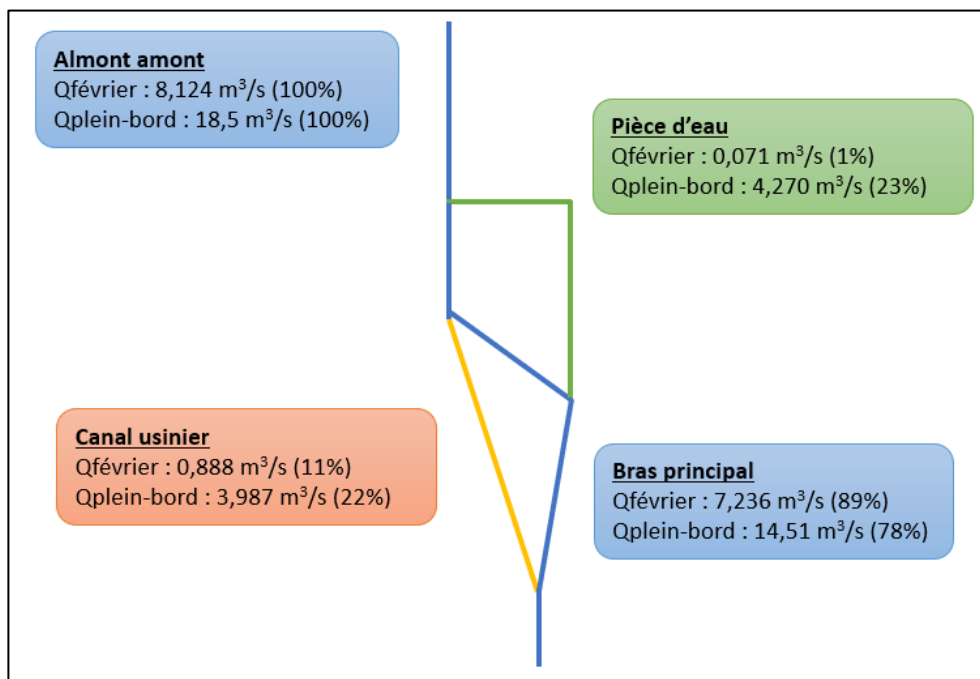 Almont amont
Qfévrier : 8,124 m³/s (100%)
Qplein-bord : 18,5 m³/s (100%)
Pièce d’eau
Qfévrier : 0,071 m³/s (1%)
Qplein-bord : 4,270 m³/s (23%)
Canal usinier
Qfévrier : 0,888 m³/s (11%)
Qplein-bord : 3,987 m³/s (22%)
Bras principal
Qfévrier : 7,236 m³/s (89%)
Qplein-bord : 14,51 m³/s (78%)